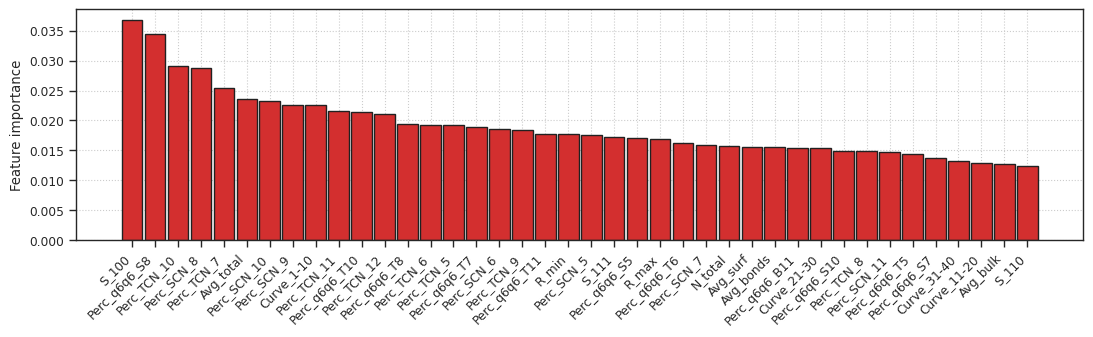 Feature importance
0.035
0.030
0.025
0.020
0.015
0.010
0.005
0.000
S_100
Perc_q6q6_S8
Perc_TCN_10
Perc_SCN_8
Perc_TCN_7
Avg_total
Perc_SCN_10
Perc_SCN_9
Curve_1-10
Perc_TCN_11
Perc_q6q6_T10
Perc_TCN_12
Perc_q6q6_T8
Perc_TCN_6
Perc_TCN_5
Perc_q6q6_T7
Perc_SCN_6
Perc_TCN_9
Perc_q6q6_T11
R_min
Perc_SCN_5
S_111
Perc_q6q6_S5
R_max
Perc_q6q6_T6
Perc_SCN_7
N_total
Avg_surf
Avg_bonds
Perc_q6q6_B11
Curve_21-30
Perc_q6q6_S10
Perc_TCN_8
Perc_SCN_11
Perc_q6q6_T5
Perc_q6q6_S7
Curve_31-40
Curve_11-20
Avg_bulk
S_110